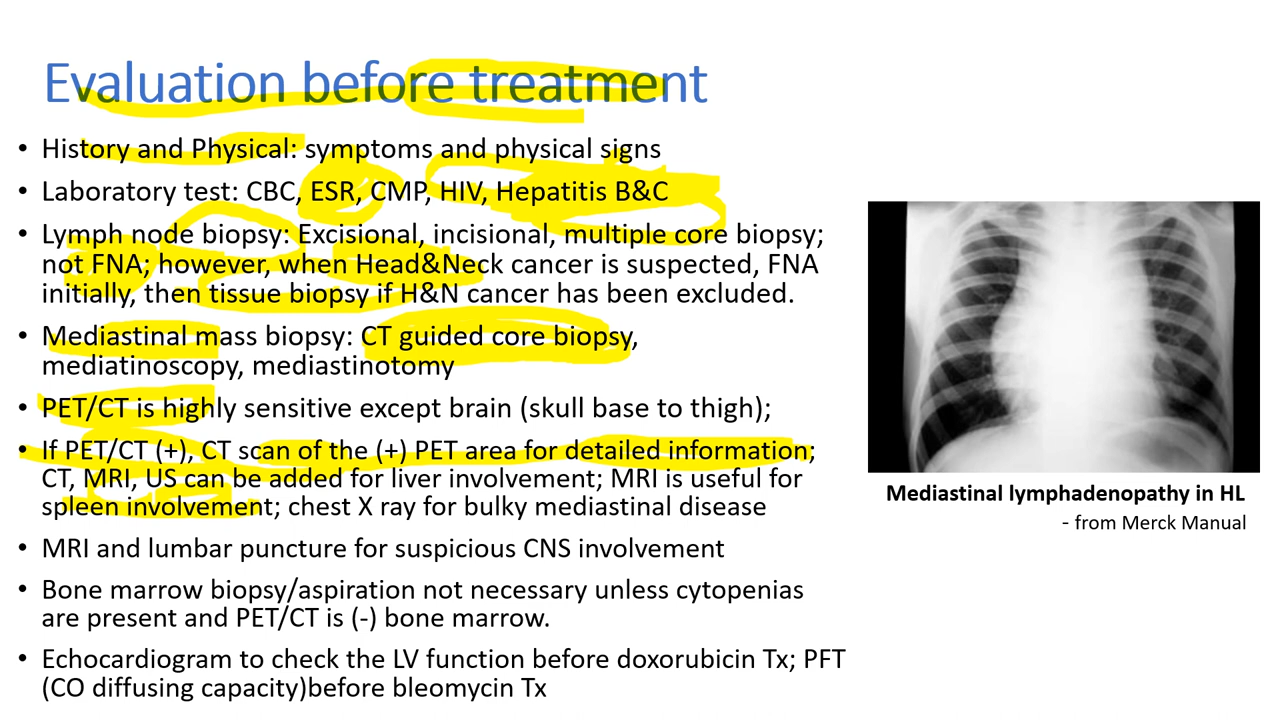 Evaluation before treatment
• History and Physical: symptoms and physical signs
• Laboratory test: CBC, ESR, CMP, HIV, Hepatitis B&C
• Lymph node biopsy: Excisional, incisional, multiple core biopsy;
not FNA; however, when Head&Neck cancer is suspected, FNA
initially, then tissue biopsy if H&N cancer has been excluded.
• Mediastinal mass biopsy: CT guided core biopsy,
mediatinoscopy, mediastinotomy
• PET/CT is highly sensitive except brain (skull base to thigh);
• If PET/CT (+), CT scan of the (+) PET area for detailed information;
CT, MRI, US can be added for liver involvement; MRI is useful for
spleen involvement; chest X ray for bulky mediastinal disease
• MRI and lumbar puncture for suspicious CNS involvement
• Bone marrow biopsy/aspiration not necessary unless cytopenias
are present and PET/CT is (-) bone marrow.
• Echocardiogram to check the LV function before doxorubicin Tx; PFT
(CO diffusing capacity)before bleomycin Tx
Mediastinal lymphadenopathy in HL
- from Merck Manual